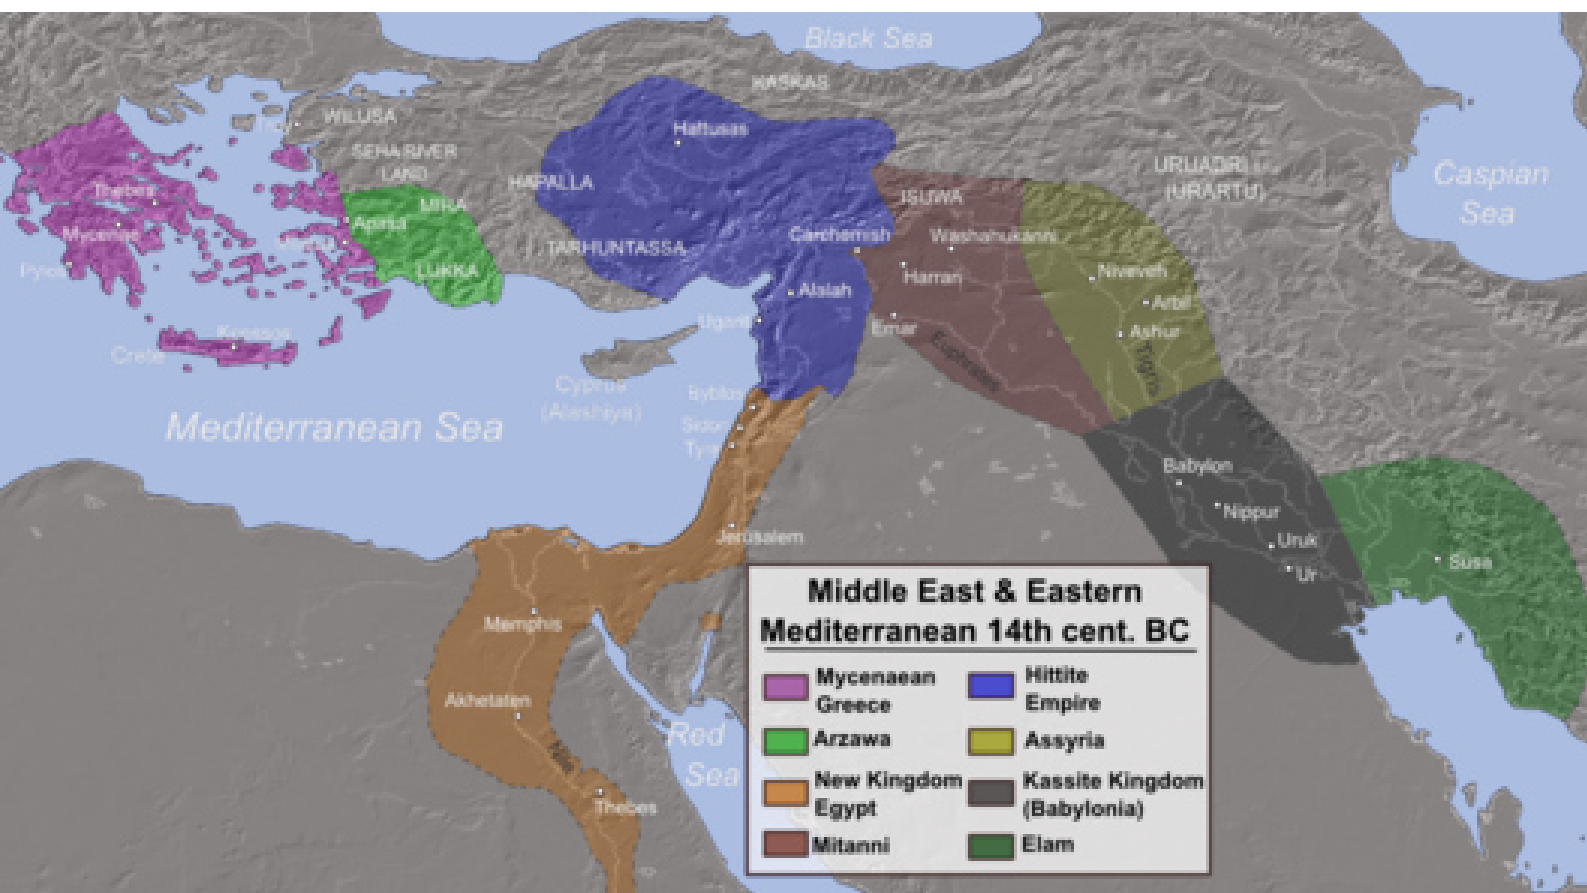 Black Sea
KASKAS
Troy
WILUSA
Hattusas
SEHA RIVER
LAND
URUADRI
(URARTU)
Caspian
Sea
Thebes
HAPALLA
MIRA
ISUWA
Apasa
Mycenae
Carchemish
Washahukanni
TARHUNTASSA
Pylos
LUKKA
Harran
Niveveh
Alalah
Arbil
Ugarit
Emar
Ashur
Knossos
Crete
Euphrates
Tigris
Cyprus
(Alashiya)
Byblos
Mediterranean Sea
Sidon
Tyre
Babylon
Nippur
Jerusalem
Uruk
Susa
Ur
Memphis
Akhetaten
Nile
Red
Sea
Thebes
Middle East & Eastern
Mediterranean 14th cent. BC
Mycenaean
Greece
Hittite
Empire
Arzawa
Assyria
New Kingdom
Egypt
Kassite Kingdom
(Babylonia)
Mitanni
Elam